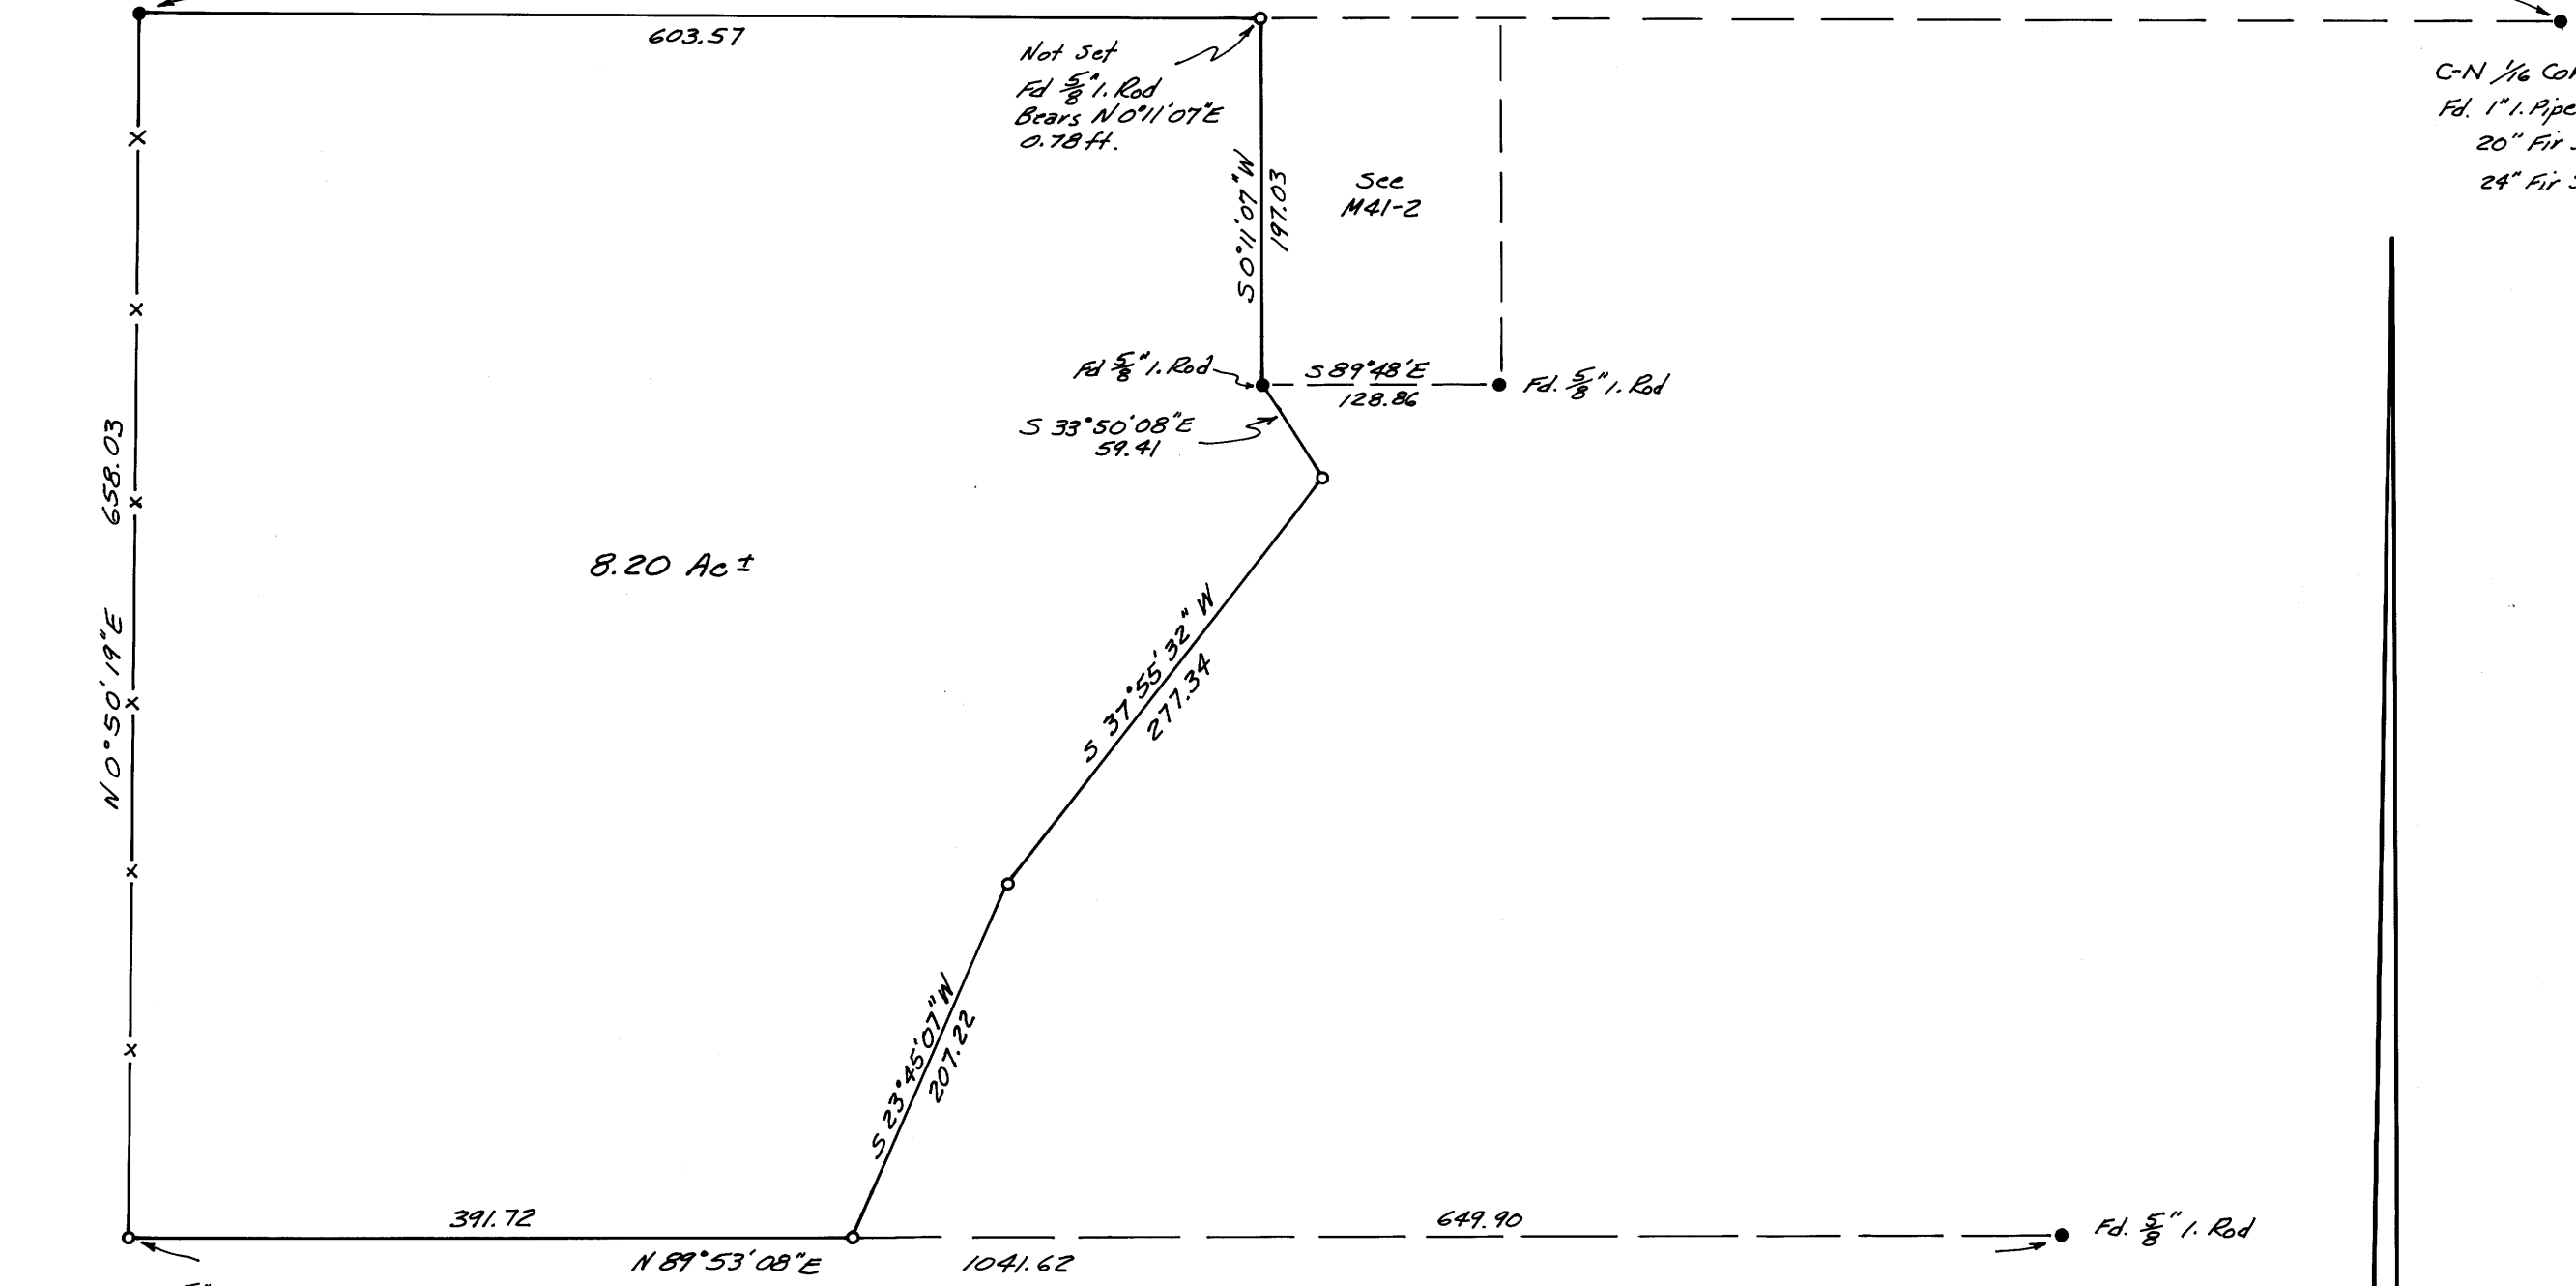 603.57
Not Set
Fd 5/8" I. Rod
Bears N 0°11'07"E
0.78 ft.
C-N 1/16
Fd. 1" I. Pipe
20" Fir
24" Fir
S 0°11'07"W
197.03
See
M41-2
Fd 5/8" I. Rod
S 89°48'E
128.86
Fd. 5/8" I. Rod
S 33°50'08"E
59.41
N 0°50'19"E 658.03
8.20 Ac ±
S 37°55'32"W
277.34
S 23°45'07"W
207.22
391.72
649.90
Fd. 5/8" I. Rod
N 89°53'08"E 1041.62